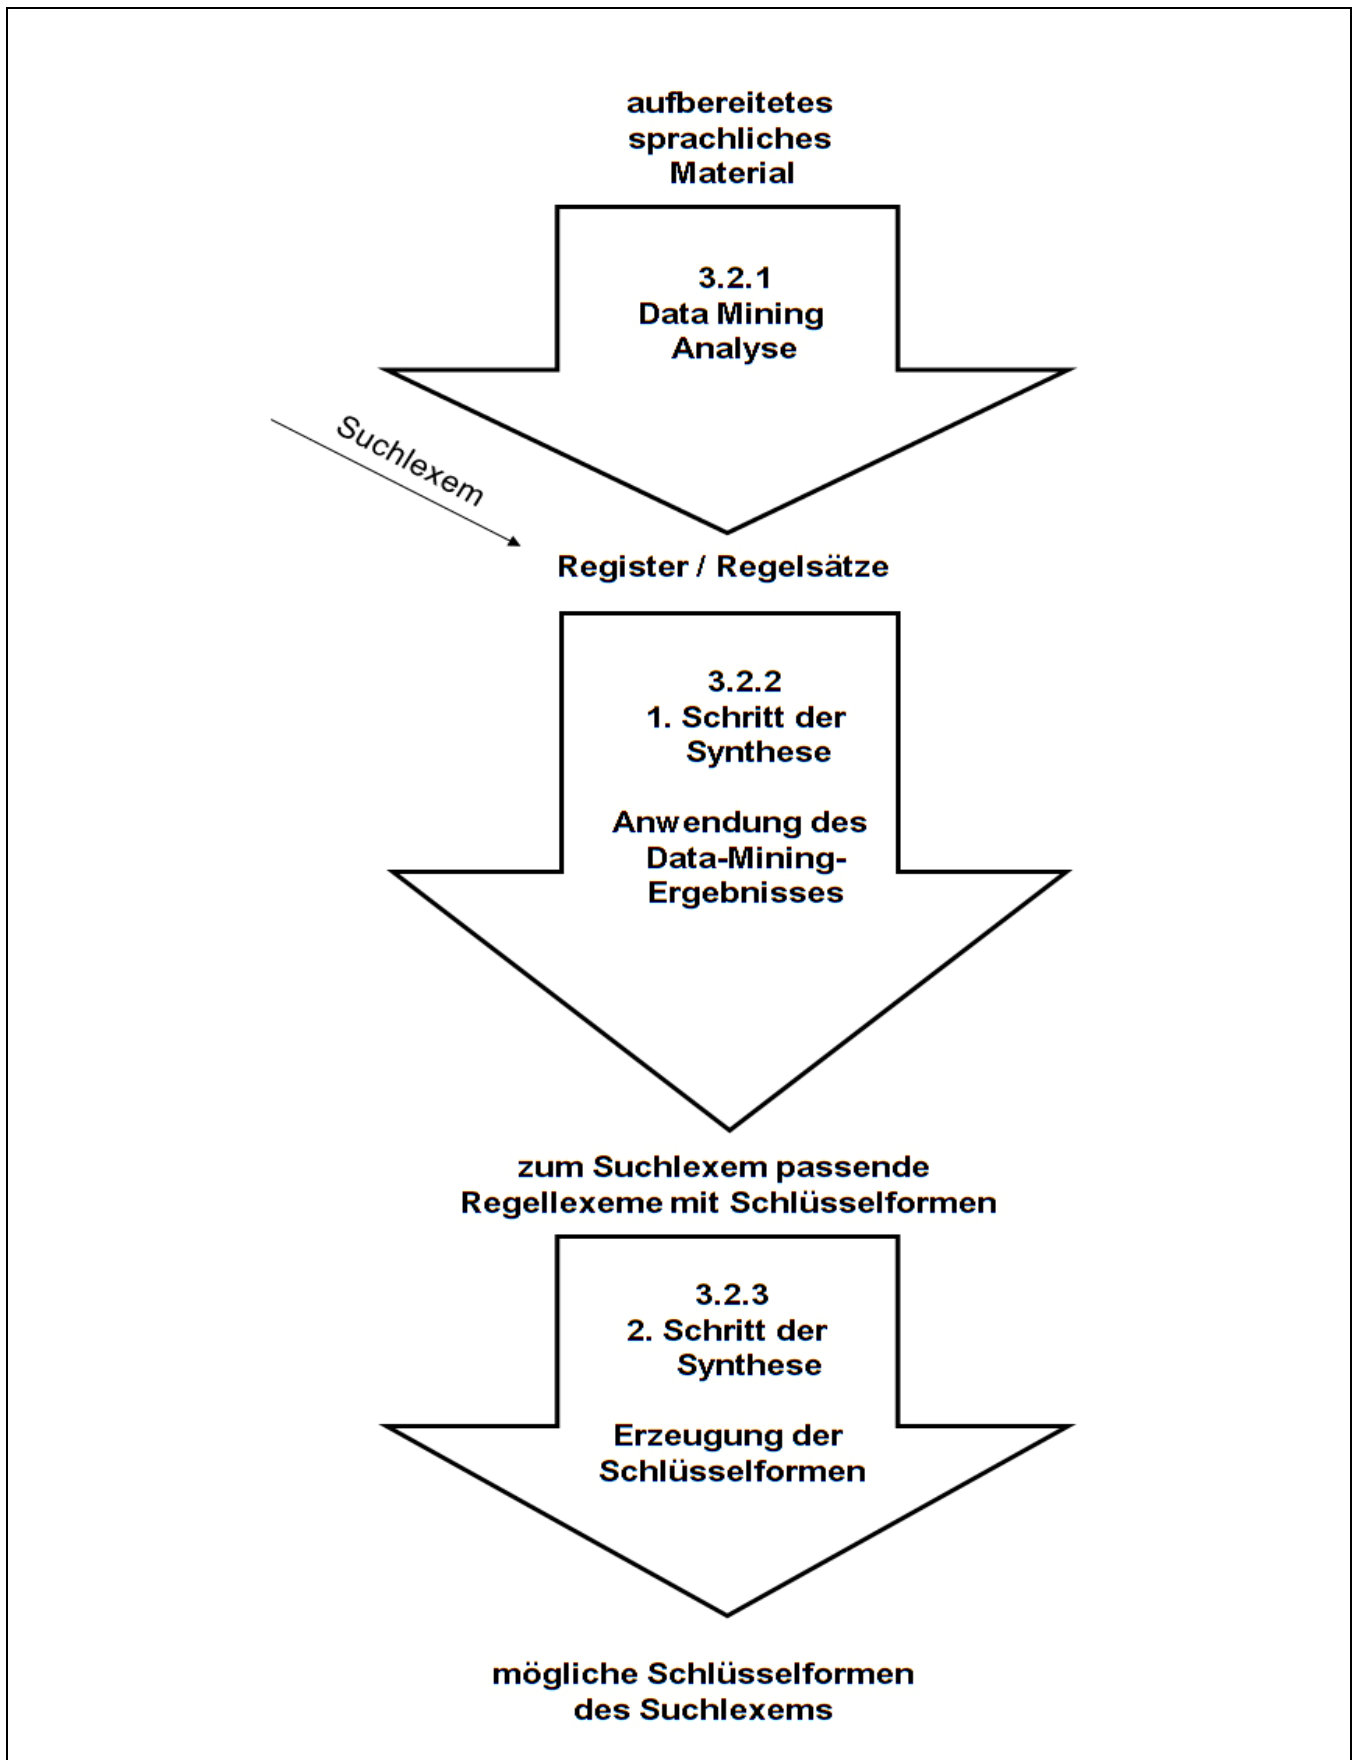 aufbereitetes
sprachliches
Material
3.2.1
Data Mining
Analyse
Suchlexem
Register / Regelsätze
3.2.2
1. Schritt der
Synthese
Anwendung des
Data-Mining-
Ergebnisses
zum Suchlexem passende
Regellexeme mit Schlüsselformen
3.2.3
2. Schritt der
Synthese
Erzeugung der
Schlüsselformen
mögliche Schlüsselformen
des Suchlexems